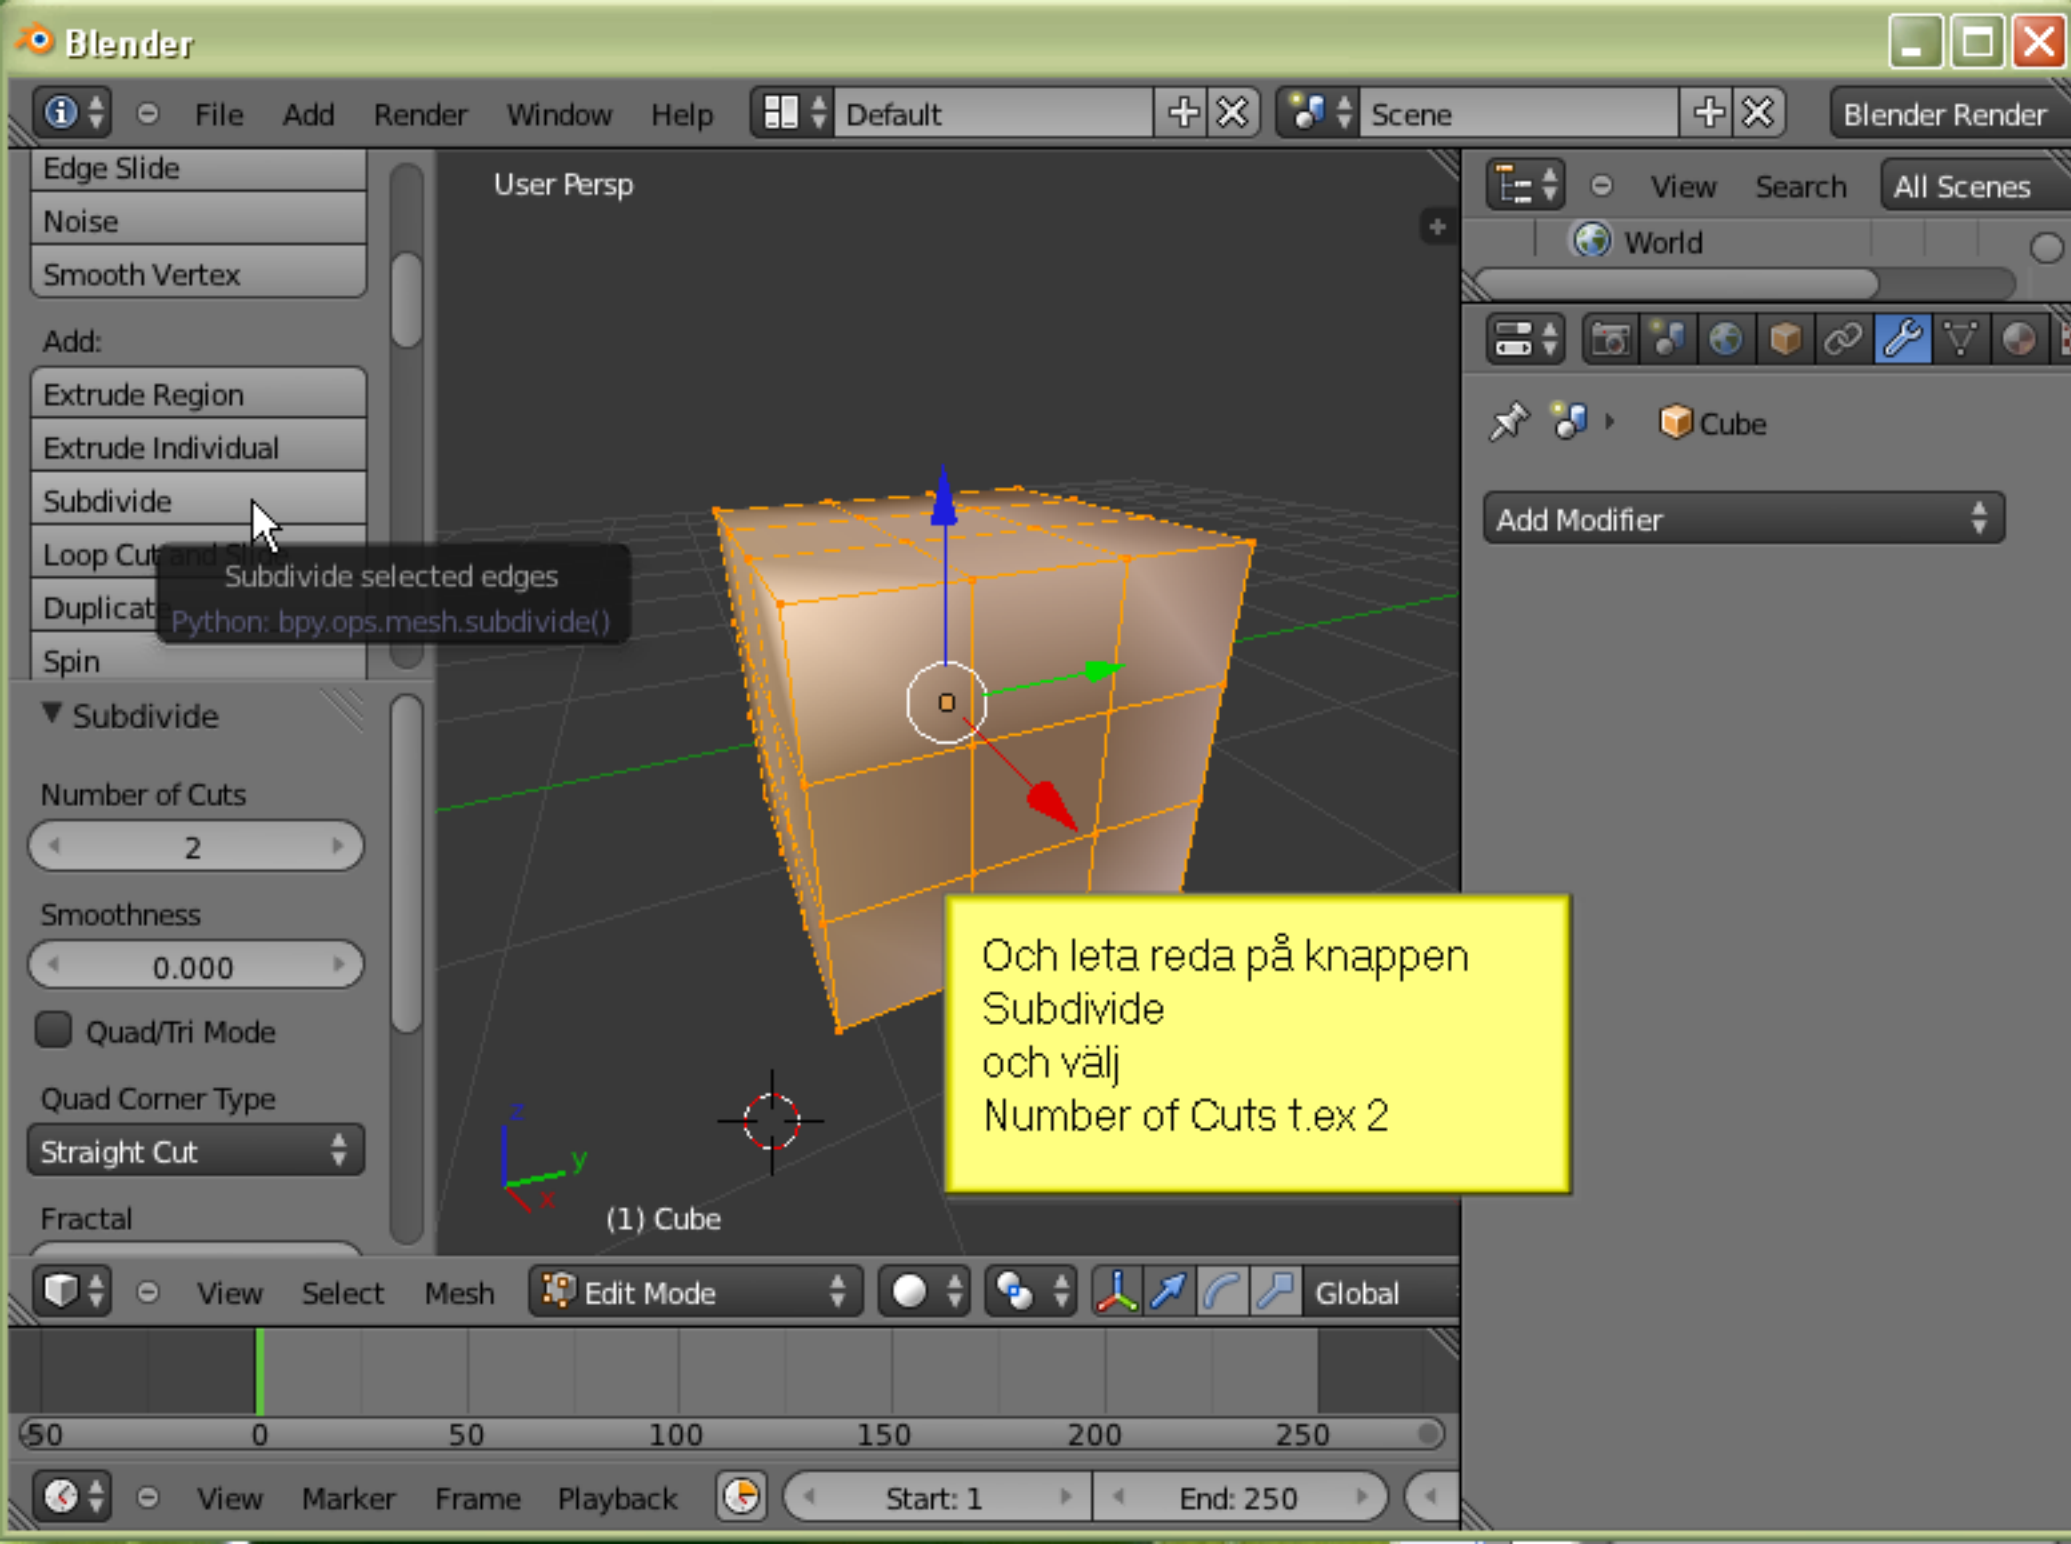 Blender
File Add Render Window Help Default Scene Blender Render
Edge Slide
Noise
Smooth Vertex
Add:
Extrude Region
Extrude Individual
Subdivide
Loop Cut and Slide
Duplicate
Spin
Subdivide selected edges
Python: bpy.ops.mesh.subdivide()
Subdivide
Number of Cuts
2
Smoothness
0.000
Quad/Tri Mode
Quad Corner Type
Straight Cut
Fractal
User Persp
z
y
x
(1) Cube
Och leta reda på knappen
Subdivide
och välj
Number of Cuts t.ex 2
View Search All Scenes
World
Cube
Add Modifier
View Select Mesh Edit Mode Global
-50 0 50 100 150 200 250
View Marker Frame Playback Start: 1 End: 250